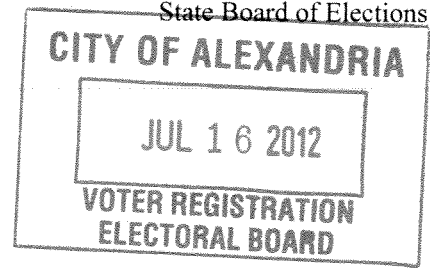 State Board of Elections
CITY OF ALEXANDRIA
JUL 16 2012
VOTER REGISTRATION
ELECTORAL BOARD